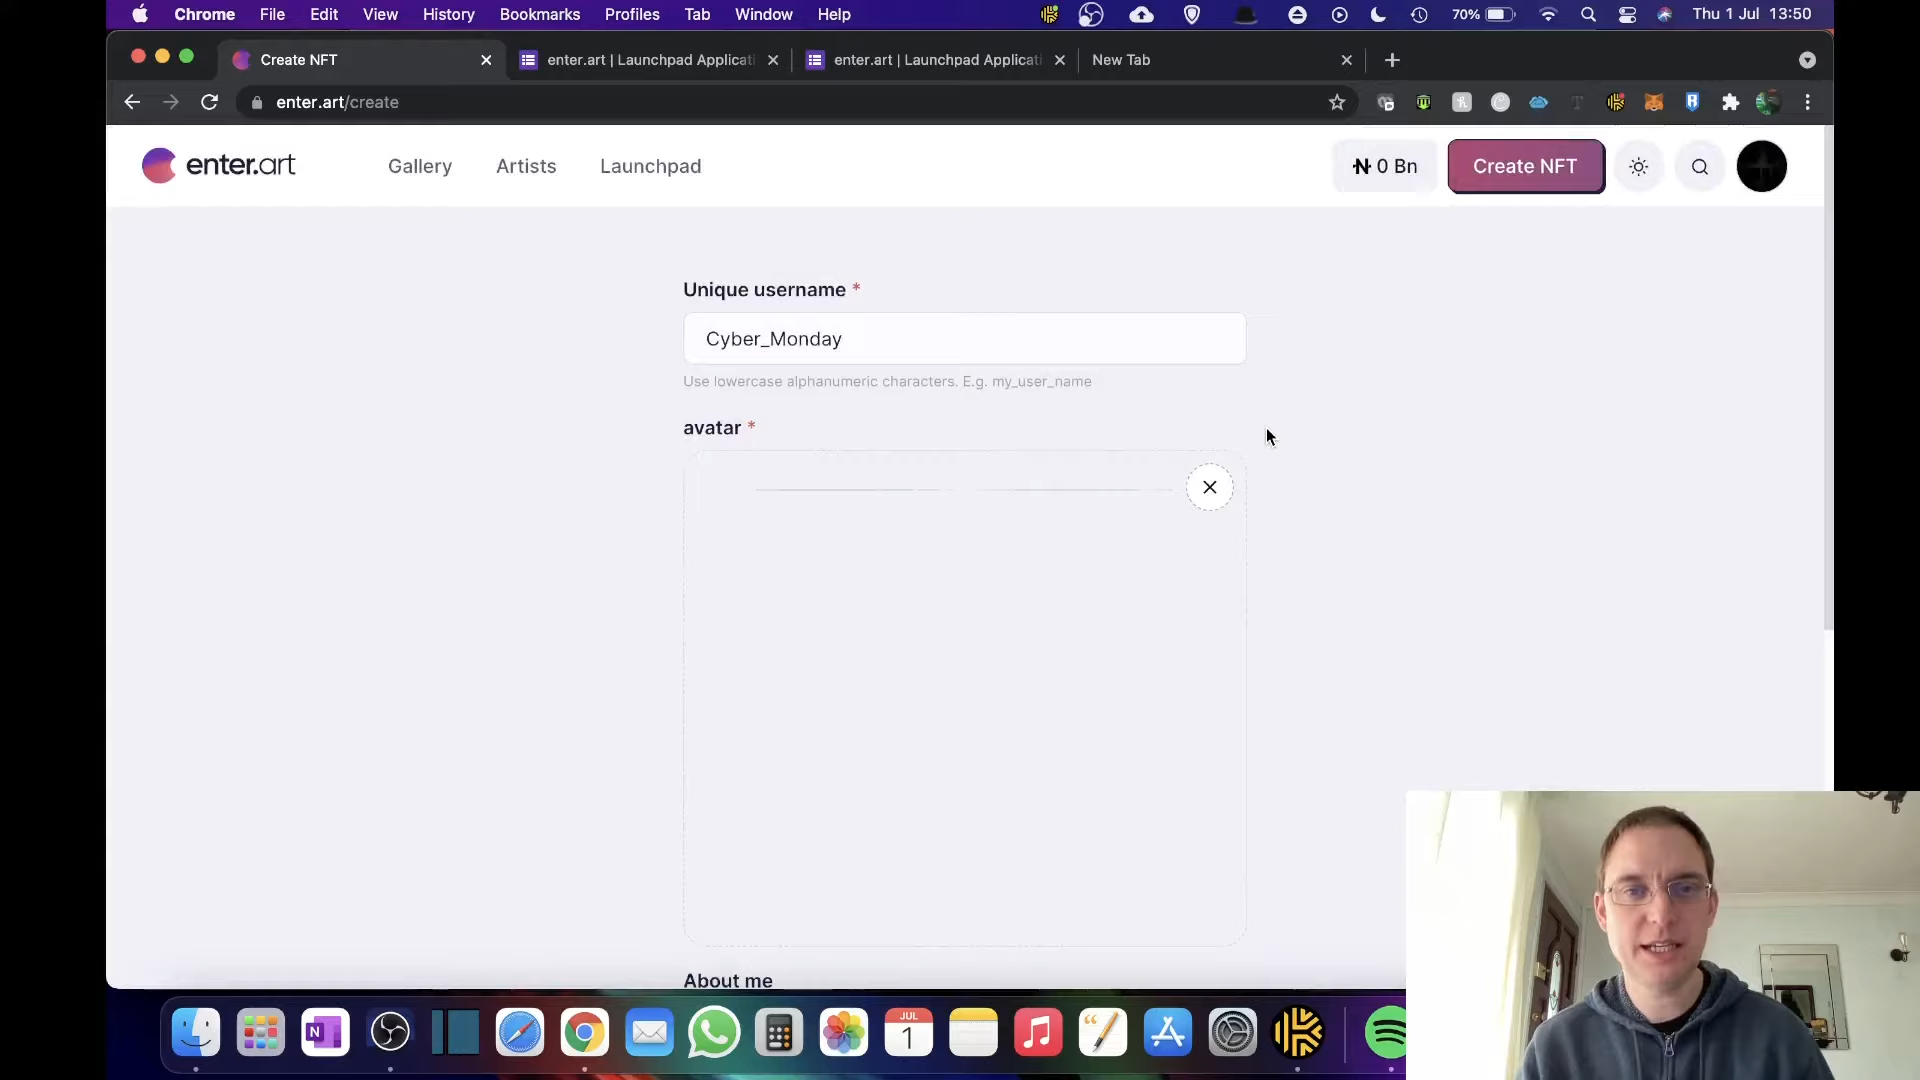 Chrome File Edit View History Bookmarks Profiles Tab Window Help 70% Thu 1 Jul 13:50
Create NFT enter.art | Launchpad Applicati enter.art | Launchpad Applicati New Tab
enter.art/create
enter.art Gallery Artists Launchpad N 0 Bn Create NFT
Unique username *
Cyber_Monday
Use lowercase alphanumeric characters. E.g. my_user_name
avatar *
About me
JUL
1